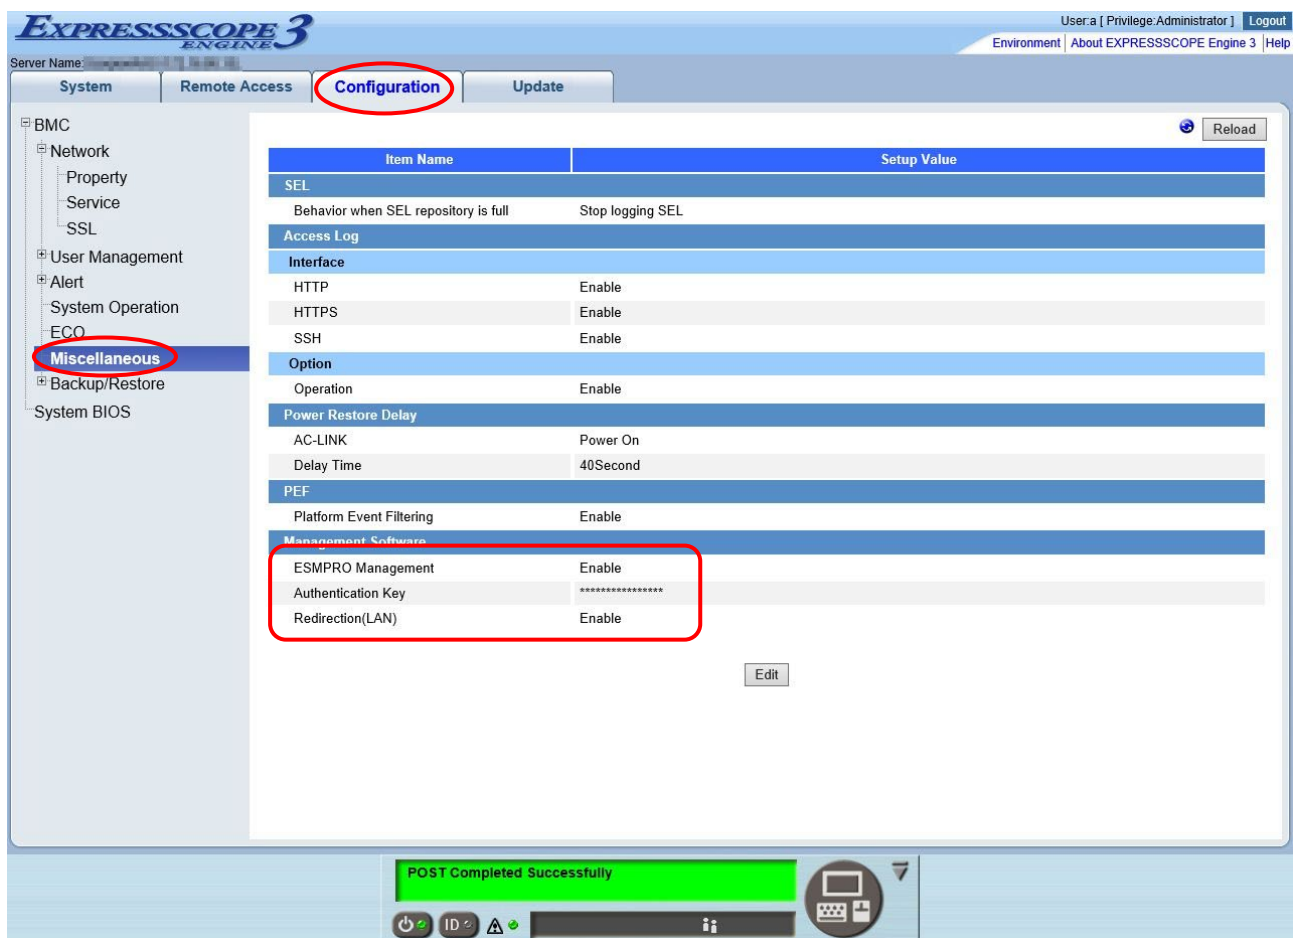 EXPRESSSCOPE
ENGINE 3
User:a [ Privilege:Administrator ] Logout
Environment About EXPRESSSCOPE Engine 3 Help
Server Name:
System Remote Access Configuration Update
BMC
Network
Property
Service
SSL
User Management
Alert
System Operation
ECO
Miscellaneous
Backup/Restore
System BIOS
Reload
Item Name Setup Value
SEL
Behavior when SEL repository is full Stop logging SEL
Access Log
Interface
HTTP Enable
HTTPS Enable
SSH Enable
Option
Operation Enable
Power Restore Delay
AC-LINK Power On
Delay Time 40Second
PEF
Platform Event Filtering Enable
Management Software
ESMPRO Management Enable
Authentication Key ****************
Redirection(LAN) Enable
Edit
POST Completed Successfully
ID